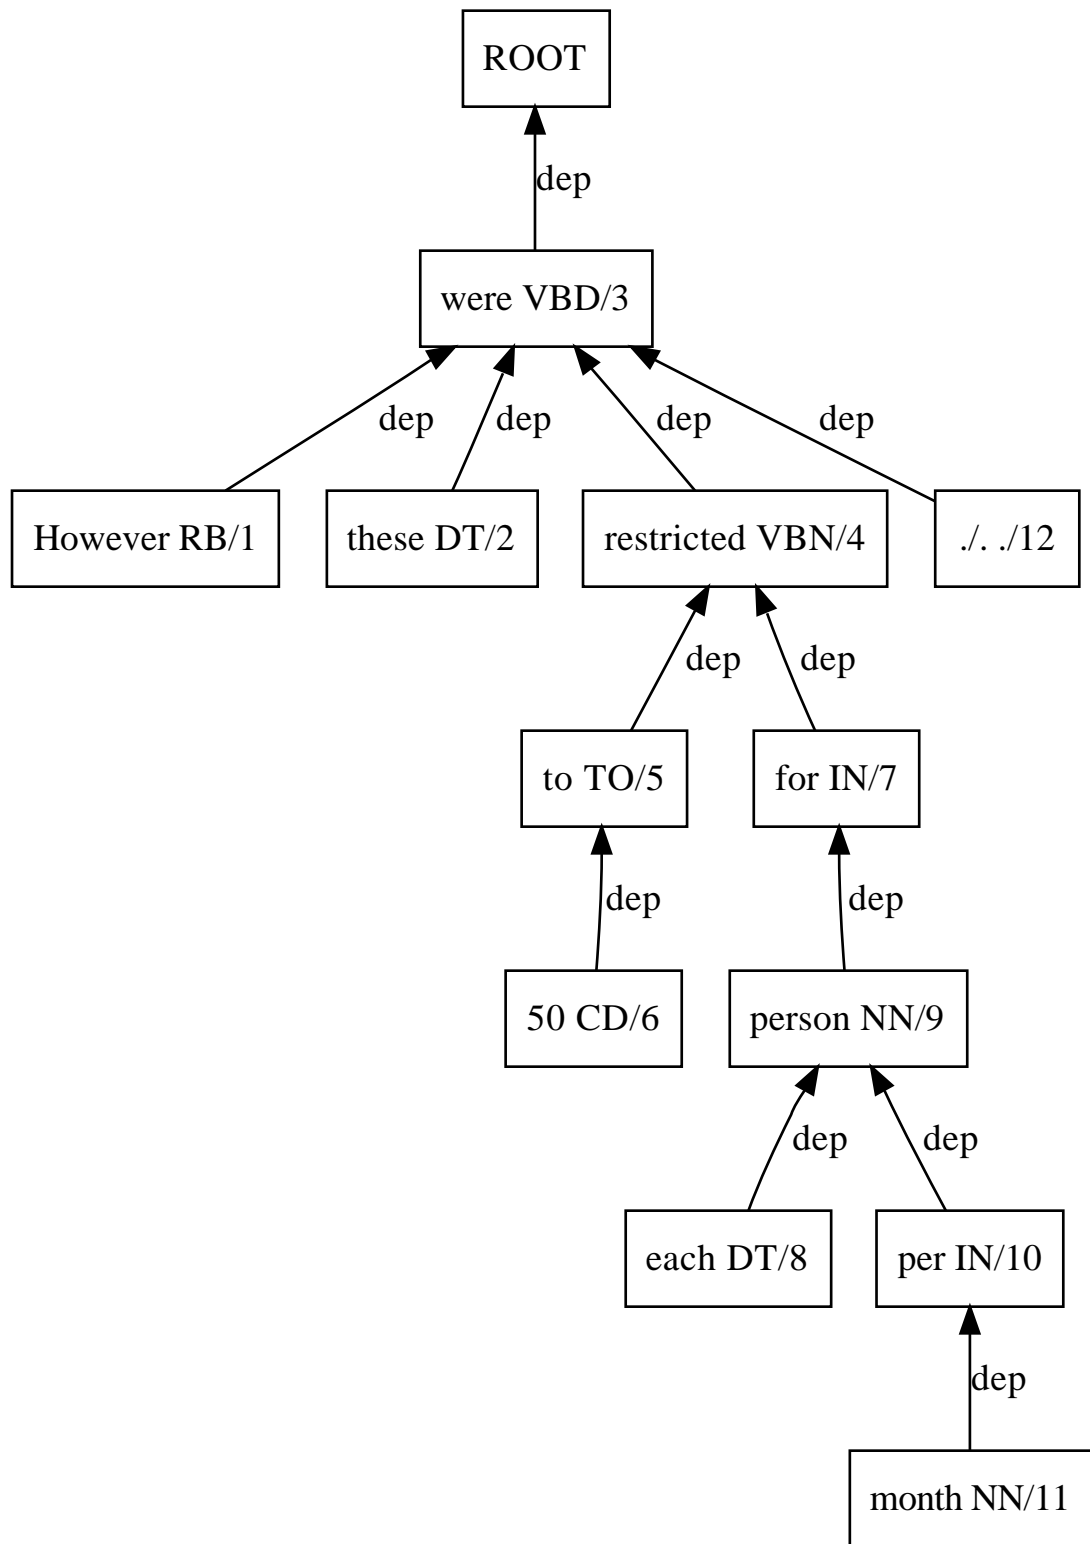 ROOT
dep
were VBD/3
dep dep dep dep
However RB/1 these DT/2 restricted VBN/4 ./. ./12
dep dep
to TO/5 for IN/7
dep dep
50 CD/6 person NN/9
dep dep
each DT/8 per IN/10
dep
month NN/11